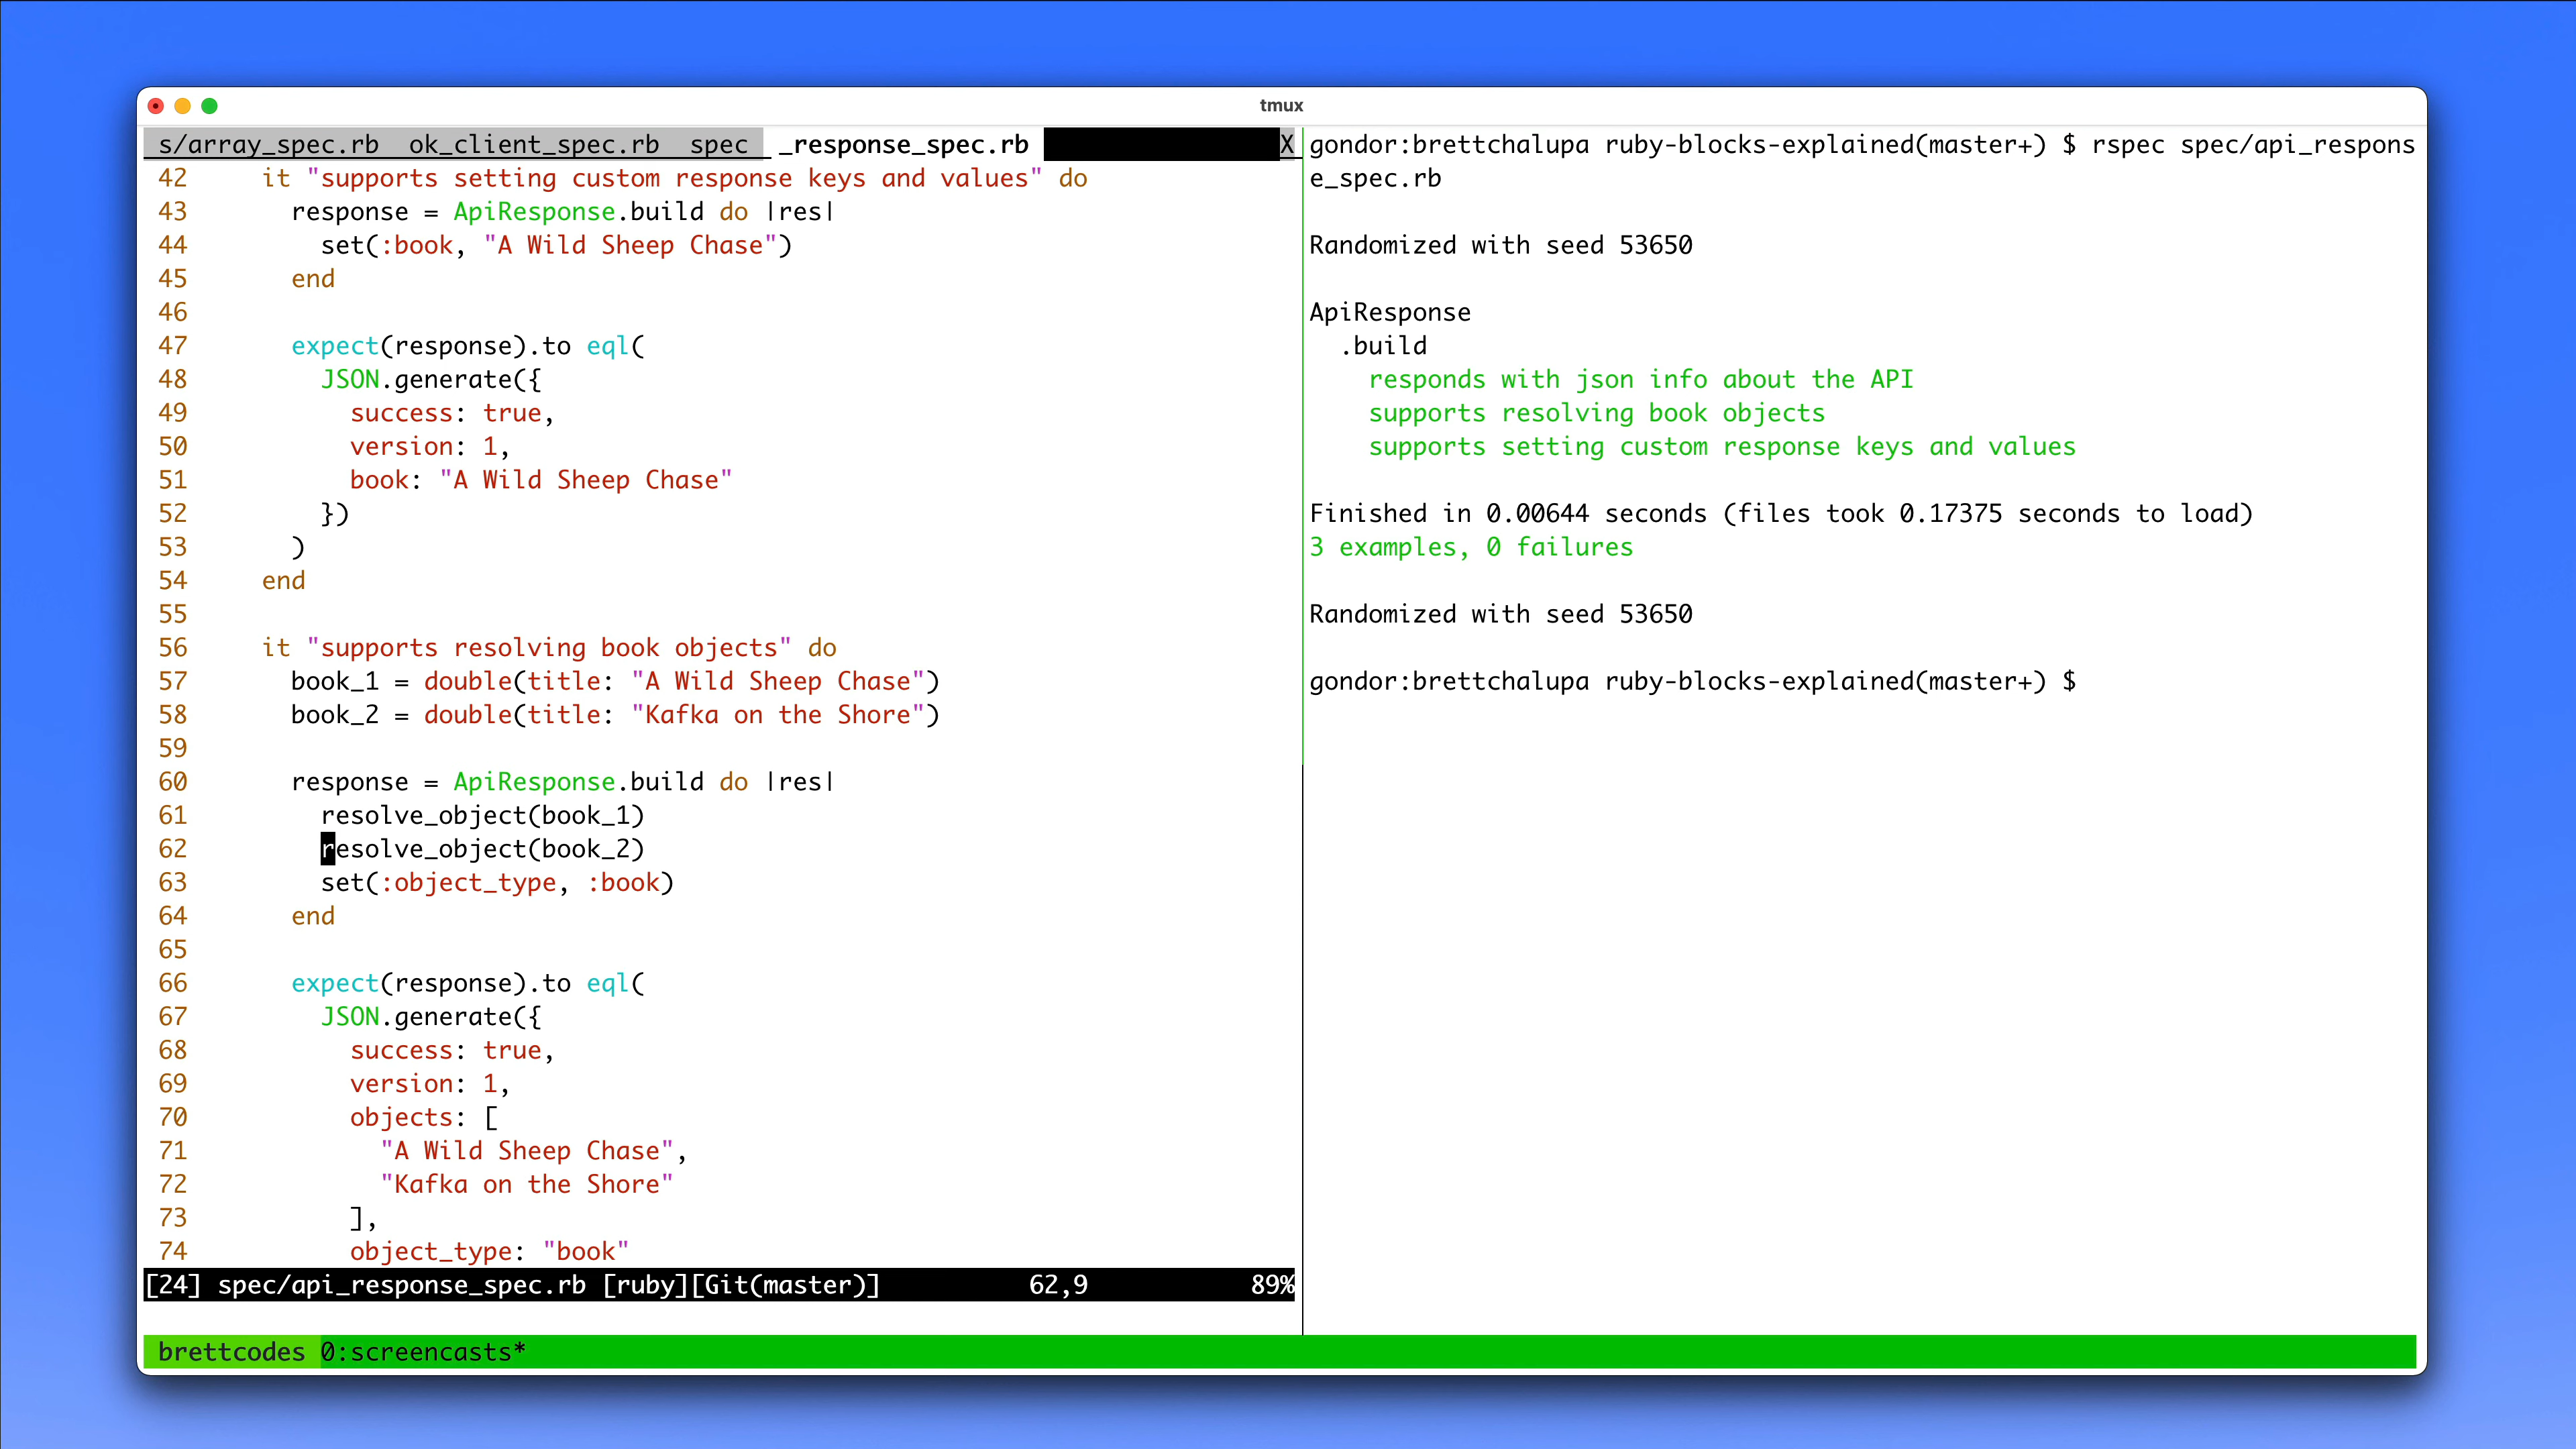 tmux
s/array_spec.rb  ok_client_spec.rb  spec  _response_spec.rb X
42     it "supports setting custom response keys and values" do
43       response = ApiResponse.build do |res|
44         set(:book, "A Wild Sheep Chase")
45       end
46
47       expect(response).to eql(
48         JSON.generate({
49           success: true,
50           version: 1,
51           book: "A Wild Sheep Chase"
52         })
53       )
54     end
55
56     it "supports resolving book objects" do
57       book_1 = double(title: "A Wild Sheep Chase")
58       book_2 = double(title: "Kafka on the Shore")
59
60       response = ApiResponse.build do |res|
61         resolve_object(book_1)
62         resolve_object(book_2)
63         set(:object_type, :book)
64       end
65
66       expect(response).to eql(
67         JSON.generate({
68           success: true,
69           version: 1,
70           objects: [
71             "A Wild Sheep Chase",
72             "Kafka on the Shore"
73           ],
74           object_type: "book"
[24] spec/api_response_spec.rb [ruby][Git(master)]          62,9           89%
gondor:brettchalupa ruby-blocks-explained(master+) $ rspec spec/api_respons
e_spec.rb
Randomized with seed 53650
ApiResponse
  .build
    responds with json info about the API
    supports resolving book objects
    supports setting custom response keys and values
Finished in 0.00644 seconds (files took 0.17375 seconds to load)
3 examples, 0 failures
Randomized with seed 53650
gondor:brettchalupa ruby-blocks-explained(master+) $
brettcodes 0:screencasts*